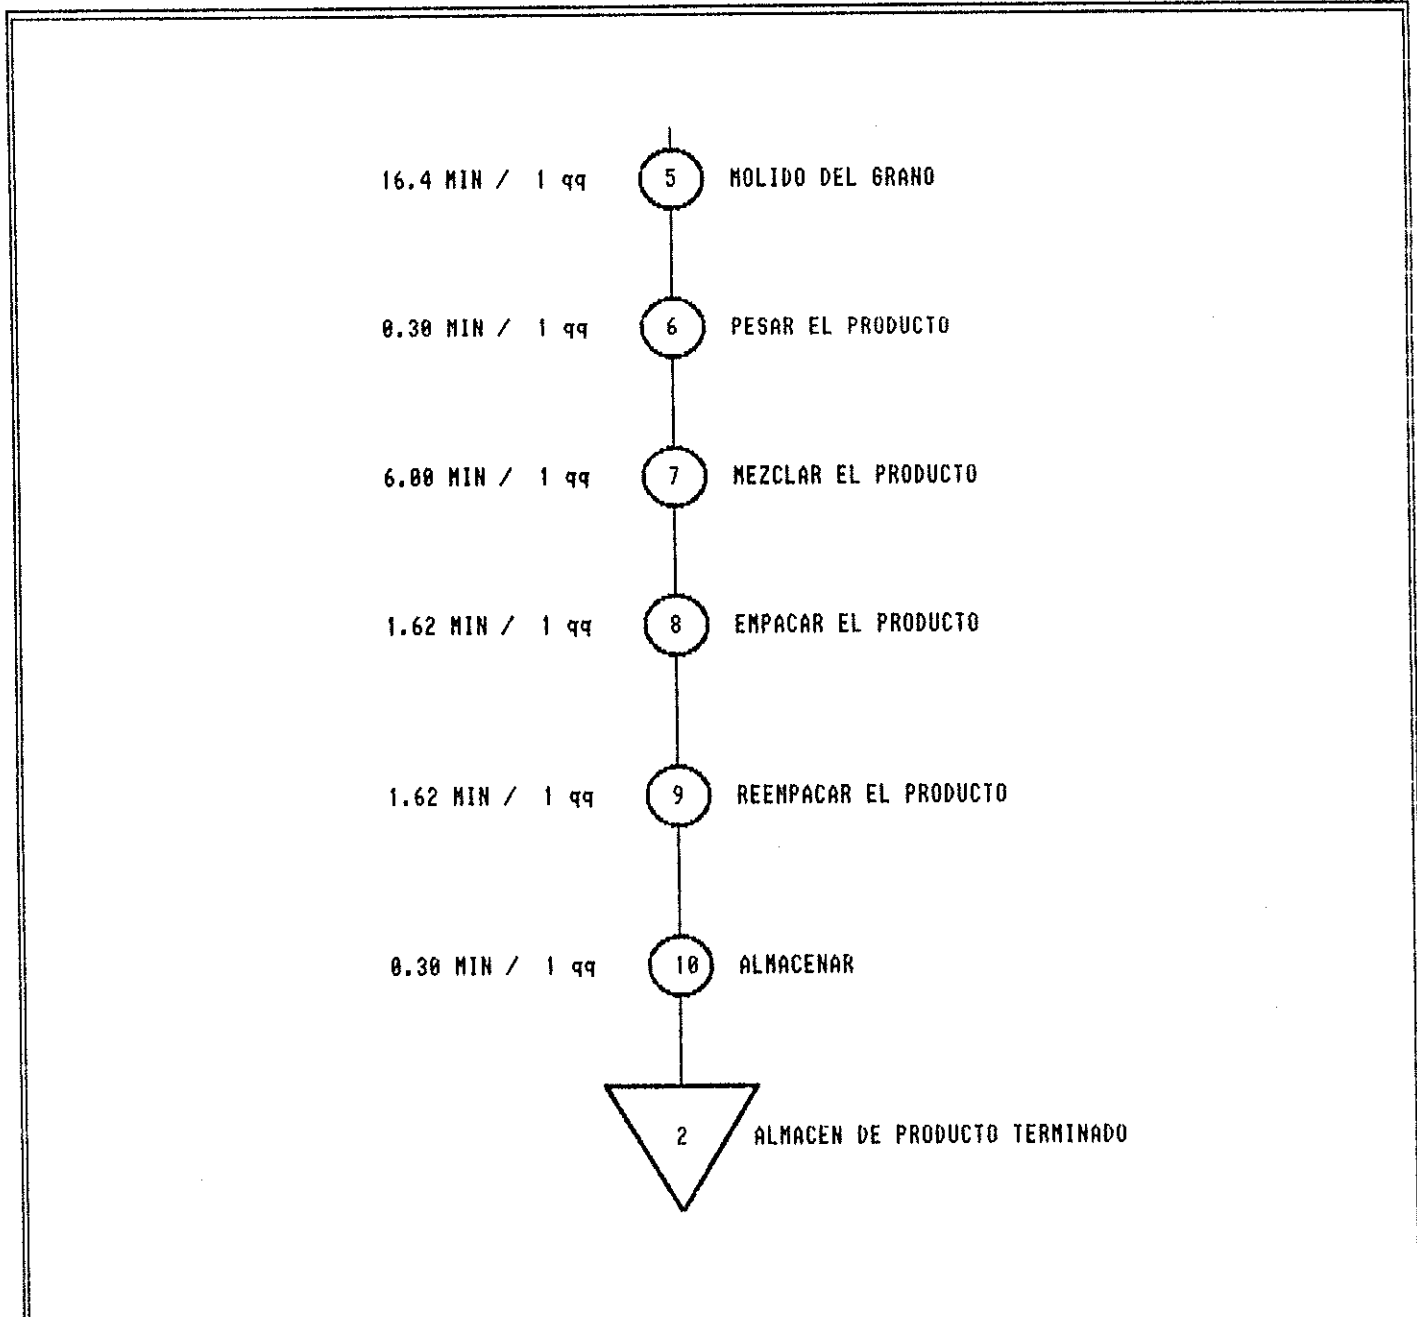 16.4 MIN / 1 qq 5 MOLIDO DEL GRANO
0.30 MIN / 1 qq 6 PESAR EL PRODUCTO
6.00 MIN / 1 qq 7 MEZCLAR EL PRODUCTO
1.62 MIN / 1 qq 8 EMPACAR EL PRODUCTO
1.62 MIN / 1 qq 9 REEMPACAR EL PRODUCTO
0.30 MIN / 1 qq 10 ALMACENAR
2 ALMACEN DE PRODUCTO TERMINADO